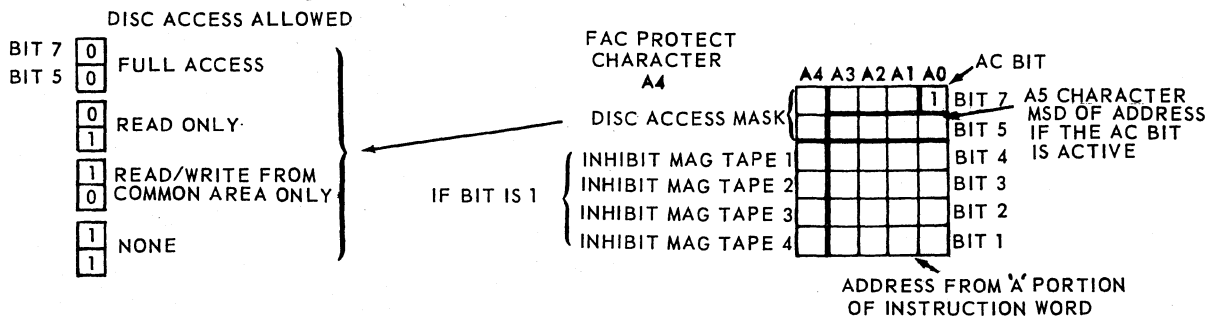 DISC ACCESS ALLOWED
BIT 7 0
BIT 5 0
FULL ACCESS
0
1
READ ONLY
1
0
READ/WRITE FROM
COMMON AREA ONLY
1
1
NONE
FAC PROTECT
CHARACTER
A4
DISC ACCESS MASK
IF BIT IS 1
INHIBIT MAG TAPE 1
INHIBIT MAG TAPE 2
INHIBIT MAG TAPE 3
INHIBIT MAG TAPE 4
A4 A3 A2 A1 A0
AC BIT
1 BIT 7
BIT 5
BIT 4
BIT 3
BIT 2
BIT 1
A5 CHARACTER
MSD OF ADDRESS
IF THE AC BIT
IS ACTIVE
ADDRESS FROM 'A' PORTION
OF INSTRUCTION WORD